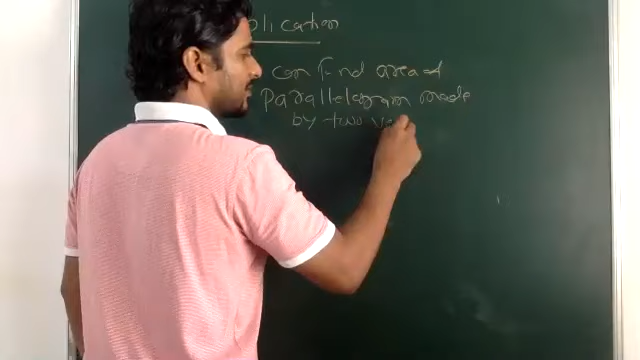 plication
can find area of
Parallelogram made
by two ve